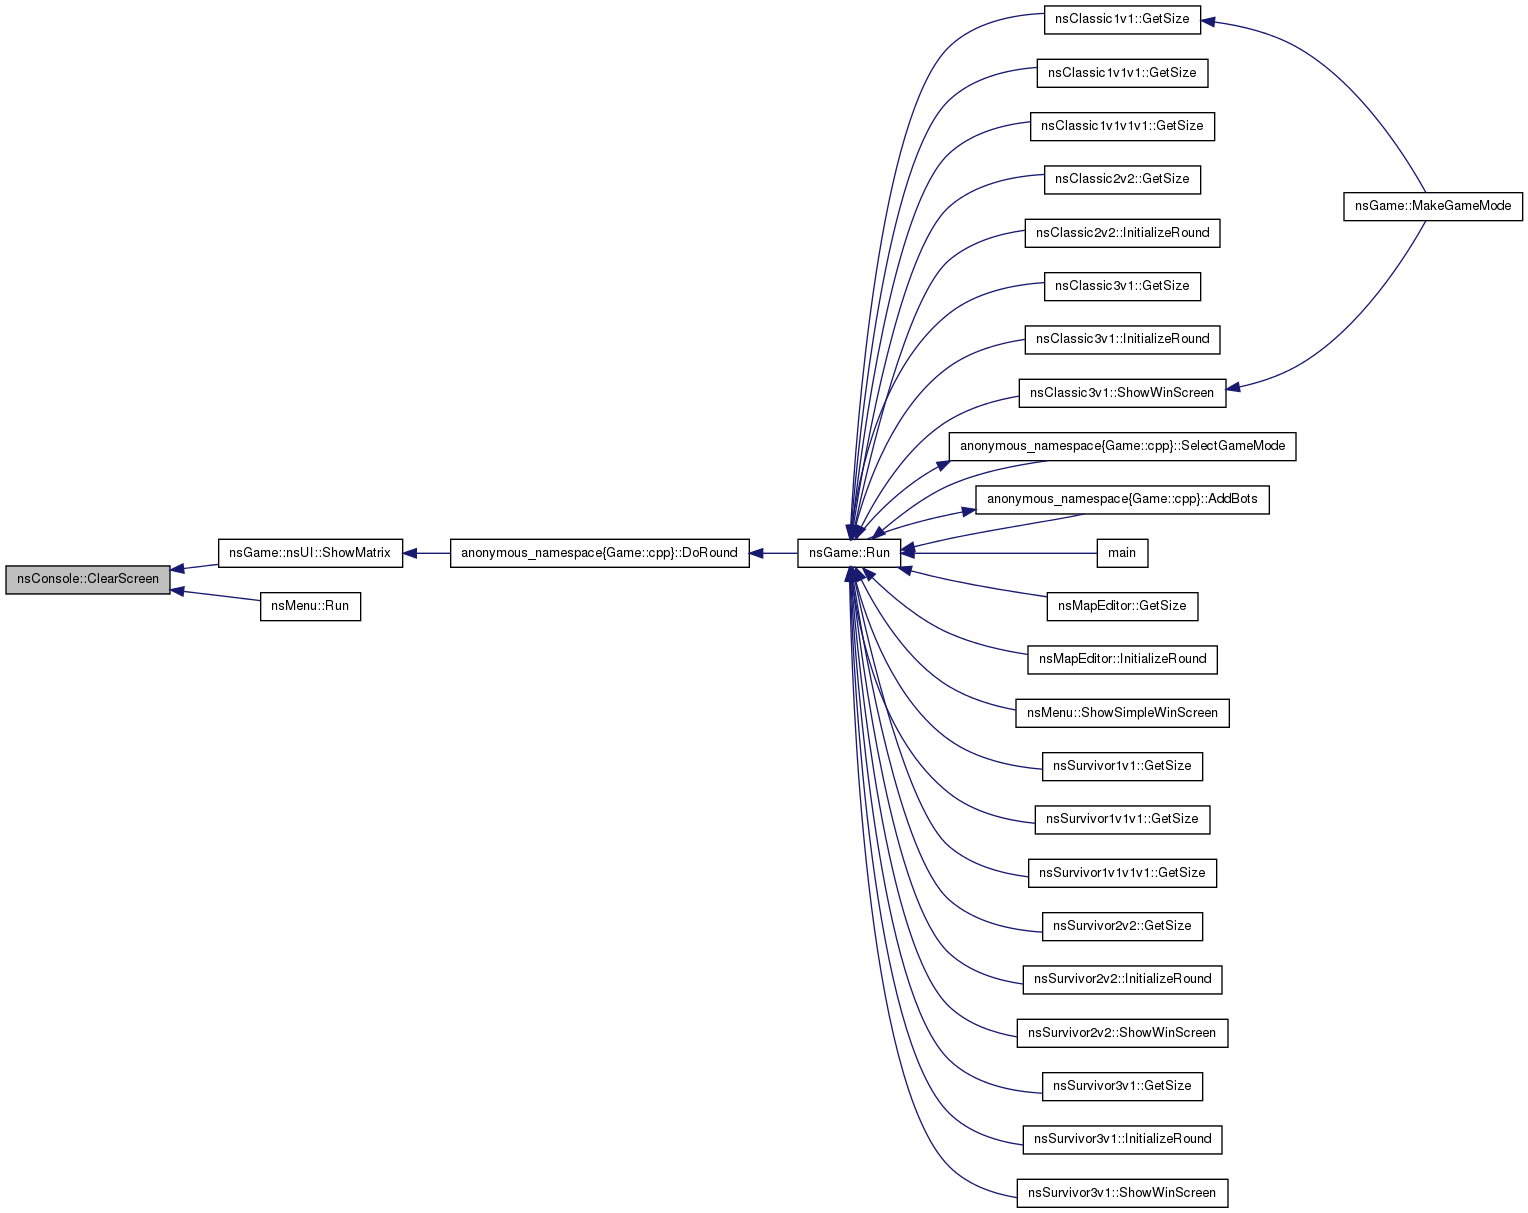 nsClassic1v1::GetSize
nsClassic1v1v1::GetSize
nsClassic1v1v1v1::GetSize
nsClassic2v2::GetSize
nsGame::MakeGameMode
nsClassic2v2::InitializeRound
nsClassic3v1::GetSize
nsClassic3v1::InitializeRound
nsClassic3v1::ShowWinScreen
anonymous_namespace{Game::cpp}::SelectGameMode
anonymous_namespace{Game::cpp}::AddBots
nsGame::nsUI::ShowMatrix
anonymous_namespace{Game::cpp}::DoRound
nsGame::Run
main
nsConsole::ClearScreen
nsMenu::Run
nsMapEditor::GetSize
nsMapEditor::InitializeRound
nsMenu::ShowSimpleWinScreen
nsSurvivor1v1::GetSize
nsSurvivor1v1v1::GetSize
nsSurvivor1v1v1v1::GetSize
nsSurvivor2v2::GetSize
nsSurvivor2v2::InitializeRound
nsSurvivor2v2::ShowWinScreen
nsSurvivor3v1::GetSize
nsSurvivor3v1::InitializeRound
nsSurvivor3v1::ShowWinScreen